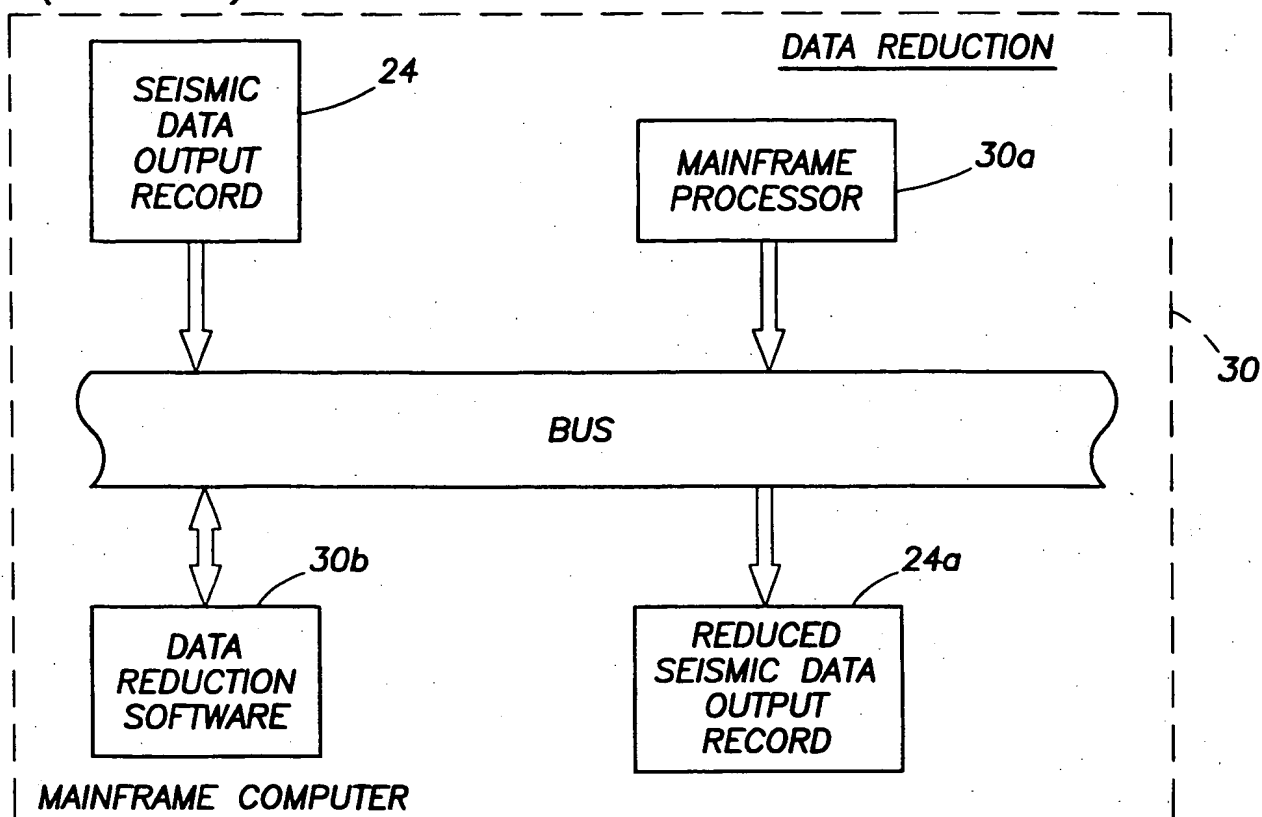 DATA REDUCTION
SEISMIC
DATA
OUTPUT
RECORD
24
MAINFRAME
PROCESSOR
30a
30
BUS
30b
24a
DATA
REDUCTION
SOFTWARE
REDUCED
SEISMIC DATA
OUTPUT
RECORD
MAINFRAME COMPUTER